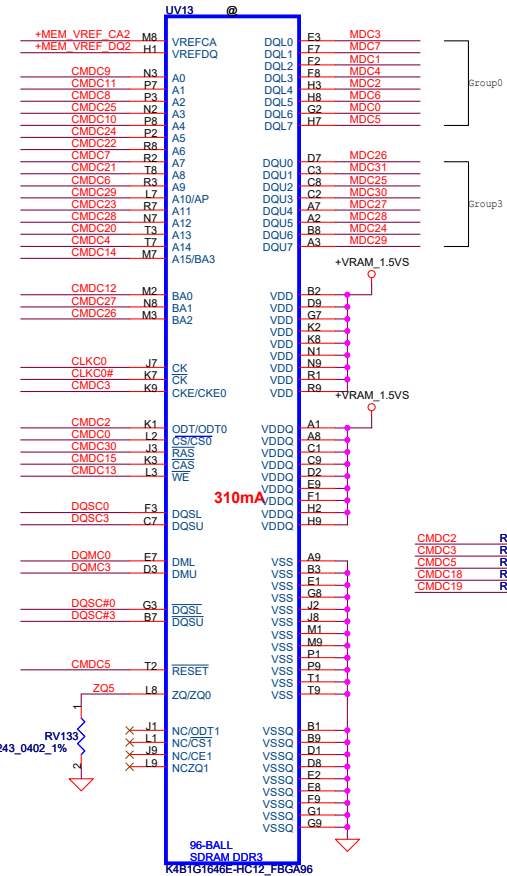 UV13 @
+MEM_VREF_CA2 M8 VREFCA E3 MDC3
+MEM_VREF_DQ2 H1 VREFDQ DQL0 F7 MDC7
DQL1 F2 MDC1
DQL2 F8 MDC4
CMDC9 N3 A0 DQL3 H3 MDC2
CMDC11 P7 A1 DQL4 H8 MDC6 Group0
CMDC8 P3 A2 DQL5 G2 MDC0
CMDC25 N2 A3 DQL6 H7 MDC5
CMDC10 P8 A4 DQL7
CMDC24 P2 A5
CMDC22 R8 A6
CMDC7 R2 A7 DQU0 D7 MDC26
CMDC21 T8 A8 DQU1 C3 MDC31
CMDC6 R3 A9 DQU2 C8 MDC25
CMDC29 L7 A10/AP DQU3 C2 MDC30
CMDC23 R7 A11 DQU4 A7 MDC27 Group3
CMDC28 N7 A12 DQU5 A2 MDC28
CMDC20 T3 A13 DQU6 B8 MDC24
CMDC4 T7 A14 DQU7 A3 MDC29
CMDC14 M7 A15/BA3
+VRAM_1.5VS
CMDC12 M2 BA0 VDD B2
CMDC27 N8 BA1 VDD D9
CMDC26 M3 BA2 VDD G7
VDD K2
VDD K8
VDD N1
CLKC0 J7 CK VDD N9
CLKC0# K7 CK VDD R1
CMDC3 K9 CKE/CKE0 VDD R9
+VRAM_1.5VS
CMDC2 K1 ODT/ODT0 VDDQ A1
CMDC0 L2 CS/CS0 VDDQ A8
CMDC30 J3 RAS VDDQ C1
CMDC15 K3 CAS VDDQ C9
CMDC13 L3 WE VDDQ D2
VDDQ E9
310mA VDDQ F1
DQSC0 F3 DQSL VDDQ H2
DQSC3 C7 DQSU VDDQ H9
CMDC2 R
CMDC3 R
CMDC5 R
CMDC18 R
CMDC19 R
DQMC0 E7 DML VSS A9
DQMC3 D3 DMU VSS B3
VSS E1
VSS G8
DQSC#0 G3 DQSL VSS J2
DQSC#3 B7 DQSU VSS J8
VSS M1
VSS M9
VSS P1
CMDC5 T2 RESET VSS P9
VSS T1
ZQ5 L8 ZQ/ZQ0 VSS T9
1
J1 NC/ODT1 VSSQ B1
RV133 L1 NC/CS1 VSSQ B9
243_0402_1% J9 NC/CE1 VSSQ D1
2 L9 NCZQ1 VSSQ D8
VSSQ E2
VSSQ E8
VSSQ F9
VSSQ G1
VSSQ G9
96-BALL
SDRAM DDR3
K4B1G1646E-HC12_FBGA96